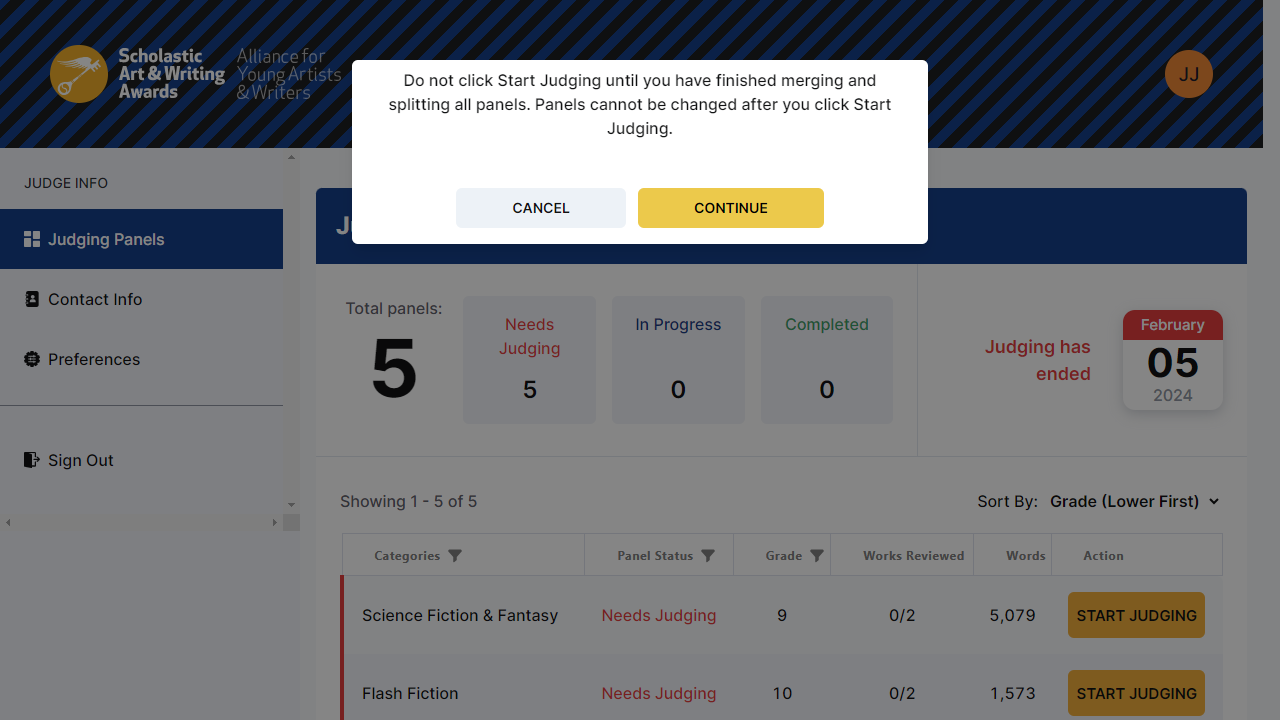 Scholastic
Art & Writing
Awards
Alliance for
Young Artists
& Writers
JJ
Do not click Start Judging until you have finished merging and
splitting all panels. Panels cannot be changed after you click Start
Judging.
CANCEL
CONTINUE
JUDGE INFO
Judging Panels
Contact Info
Preferences
Sign Out
Total panels:
5
Needs
Judging
5
In Progress
0
Completed
0
Judging has
ended
February
05
2024
Showing 1 - 5 of 5
Sort By: Grade (Lower First)
Categories Panel Status Grade Works Reviewed Words Action
Science Fiction & Fantasy Needs Judging 9 0/2 5,079 START JUDGING
Flash Fiction Needs Judging 10 0/2 1,573 START JUDGING